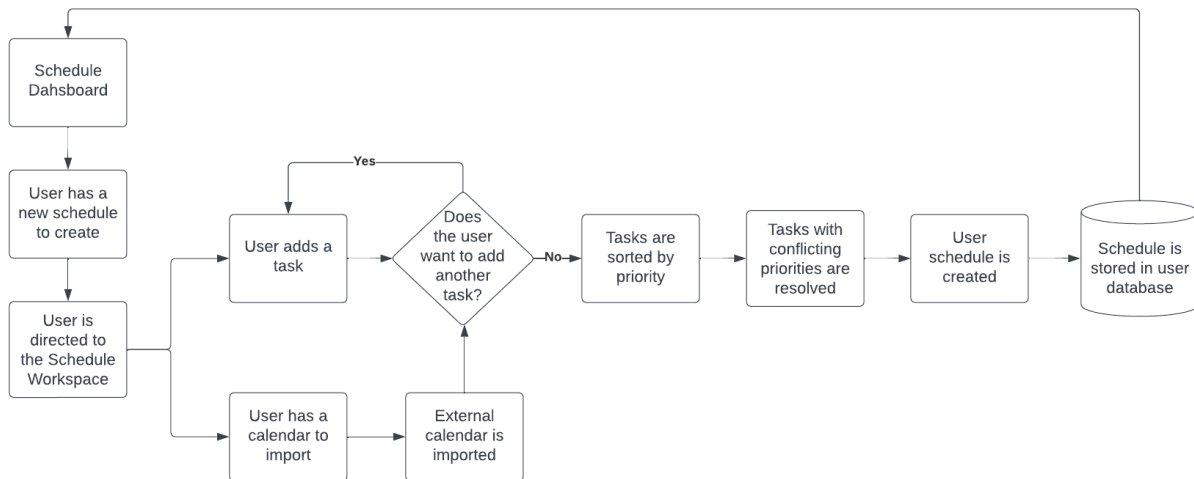 Schedule
Dahsboard
User has a
new schedule
to create
User is
directed to
the Schedule
Workspace
User adds a
task
Yes
Does
the user
want to add
another
task?
No
Tasks are
sorted by
priority
Tasks with
conflicting
priorities are
resolved
User
schedule is
created
Schedule is
stored in user
database
User has a
calendar to
import
External
calendar is
imported